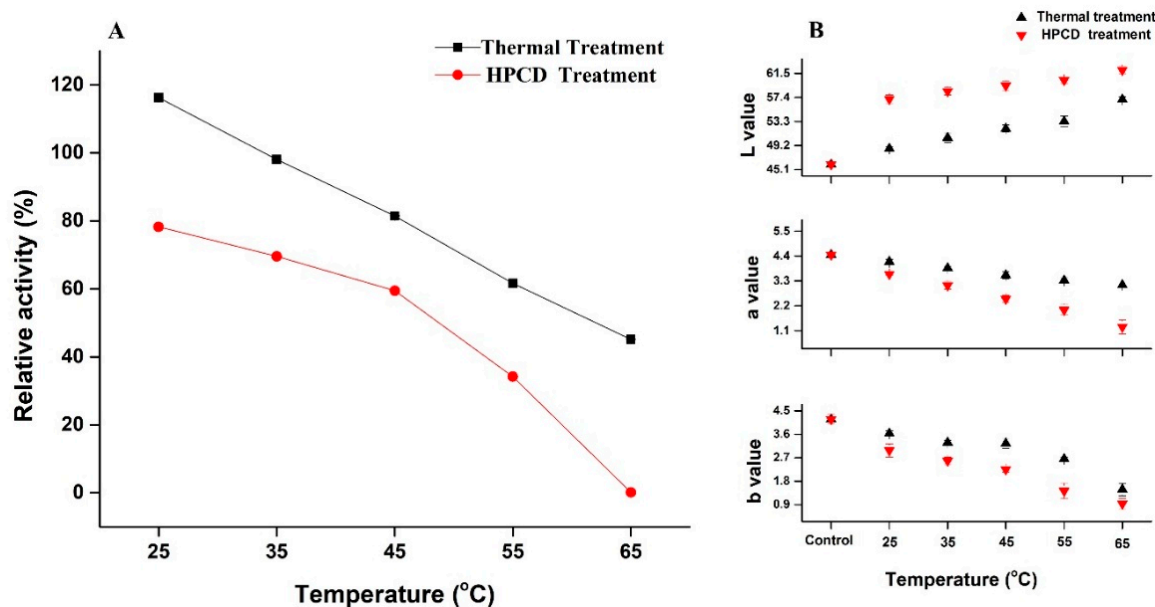 A
Thermal Treatment
HPCD Treatment
120
100
80
60
40
20
0
Relative activity (%)
25 35 45 55 65
Temperature (°C)
B
Thermal treatment
HPCD treatment
61.5
57.4
53.3
49.2
45.1
L value
5.5
4.4
3.3
2.2
1.1
a value
4.5
3.6
2.7
1.8
0.9
b value
Control 25 35 45 55 65
Temperature (°C)